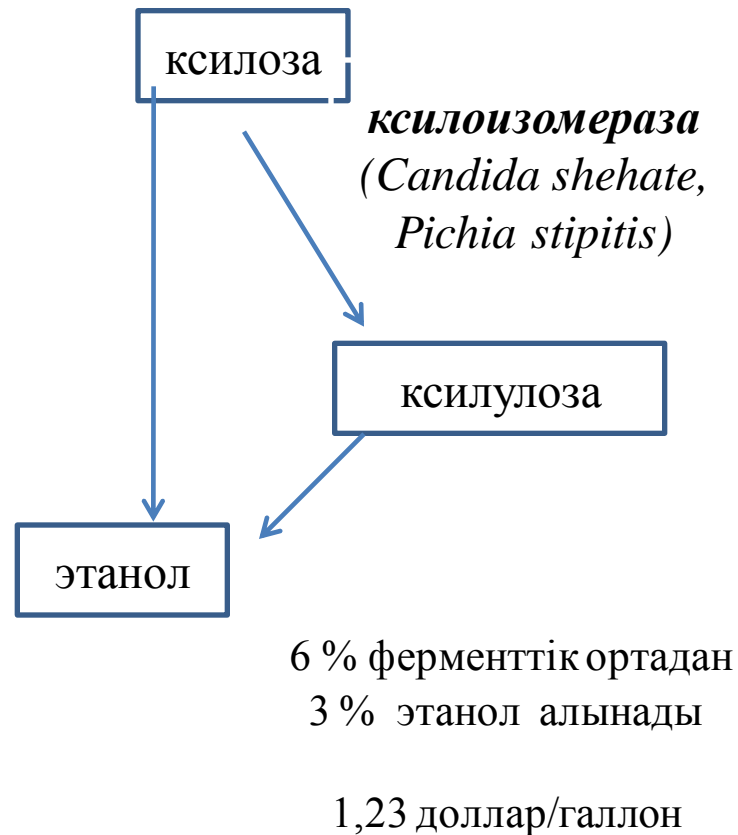 ксилоза
ксилоизомераза
(Candida shehate,
Pichia stipitis)
ксилулоза
этанол
6 % ферменттік ортадан
3 % этанол алынады
1,23 доллар/галлон